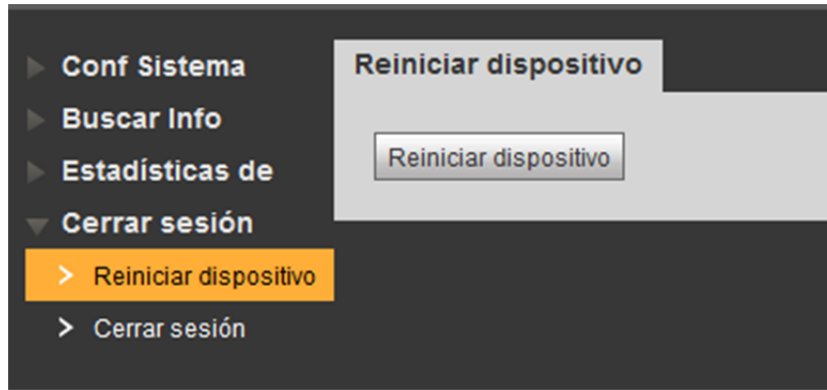 Conf Sistema
Buscar Info
Estadísticas de
Cerrar sesión
Reiniciar dispositivo
Cerrar sesión
Reiniciar dispositivo
Reiniciar dispositivo